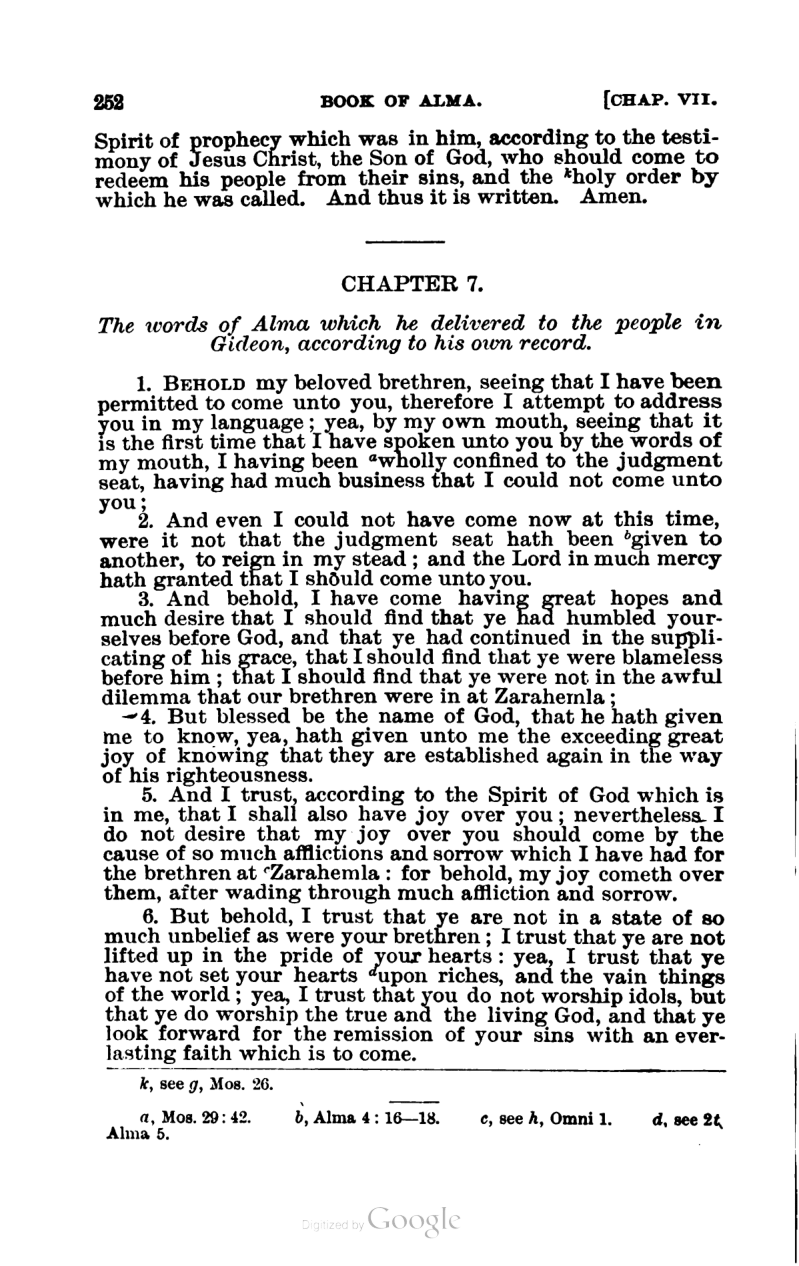 252 BOOK OF ALMA. [CHAP. VII.
Spirit of prophecy which was in him, according to the testi-
mony of Jesus Christ, the Son of God, who should come to
redeem his people from their sins, and the ᵏholy order by
which he was called. And thus it is written. Amen.
CHAPTER 7.
The words of Alma which he delivered to the people in
Gideon, according to his own record.
1. BEHOLD my beloved brethren, seeing that I have been
permitted to come unto you, therefore I attempt to address
you in my language; yea, by my own mouth, seeing that it
is the first time that I have spoken unto you by the words of
my mouth, I having been ᵃwholly confined to the judgment
seat, having had much business that I could not come unto
you;
2. And even I could not have come now at this time,
were it not that the judgment seat hath been ᵇgiven to
another, to reign in my stead; and the Lord in much mercy
hath granted that I should come unto you.
3. And behold, I have come having great hopes and
much desire that I should find that ye had humbled your-
selves before God, and that ye had continued in the suppli-
cating of his grace, that I should find that ye were blameless
before him; that I should find that ye were not in the awful
dilemma that our brethren were in at Zarahemla;
4. But blessed be the name of God, that he hath given
me to know, yea, hath given unto me the exceeding great
joy of knowing that they are established again in the way
of his righteousness.
5. And I trust, according to the Spirit of God which is
in me, that I shall also have joy over you; nevertheless I
do not desire that my joy over you should come by the
cause of so much afflictions and sorrow which I have had for
the brethren at ᶜZarahemla: for behold, my joy cometh over
them, after wading through much affliction and sorrow.
6. But behold, I trust that ye are not in a state of so
much unbelief as were your brethren; I trust that ye are not
lifted up in the pride of your hearts: yea, I trust that ye
have not set your hearts ᵈupon riches, and the vain things
of the world; yea, I trust that you do not worship idols, but
that ye do worship the true and the living God, and that ye
look forward for the remission of your sins with an ever-
lasting faith which is to come.
k, see g, Mos. 26.
a, Mos. 29:42. b, Alma 4:16—18. c, see h, Omni 1. d, see 2t,
Alma 5.
Digitized by Google